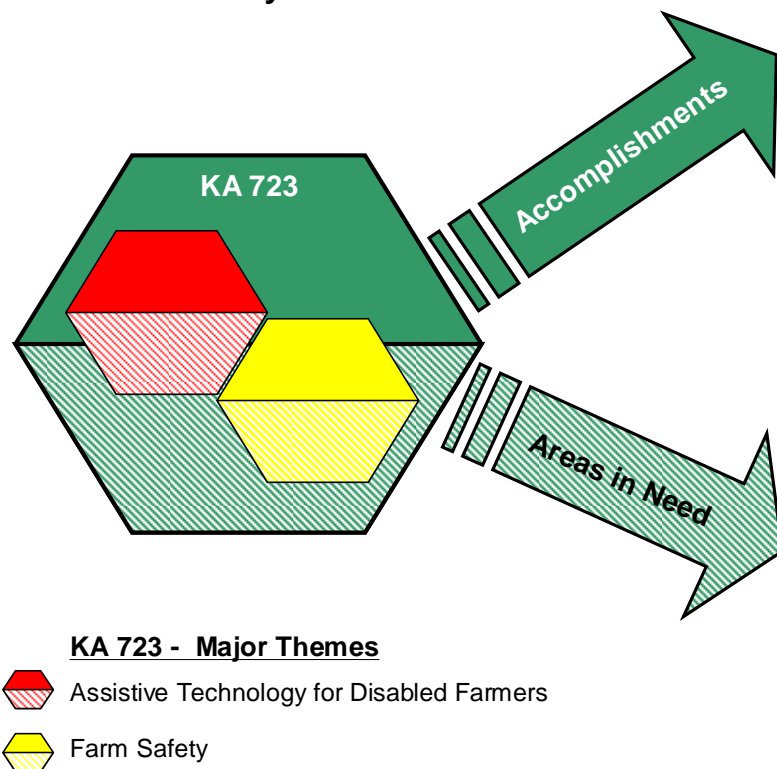 KA 723
Accomplishments
Areas in Need
KA 723 - Major Themes
Assistive Technology for Disabled Farmers
Farm Safety